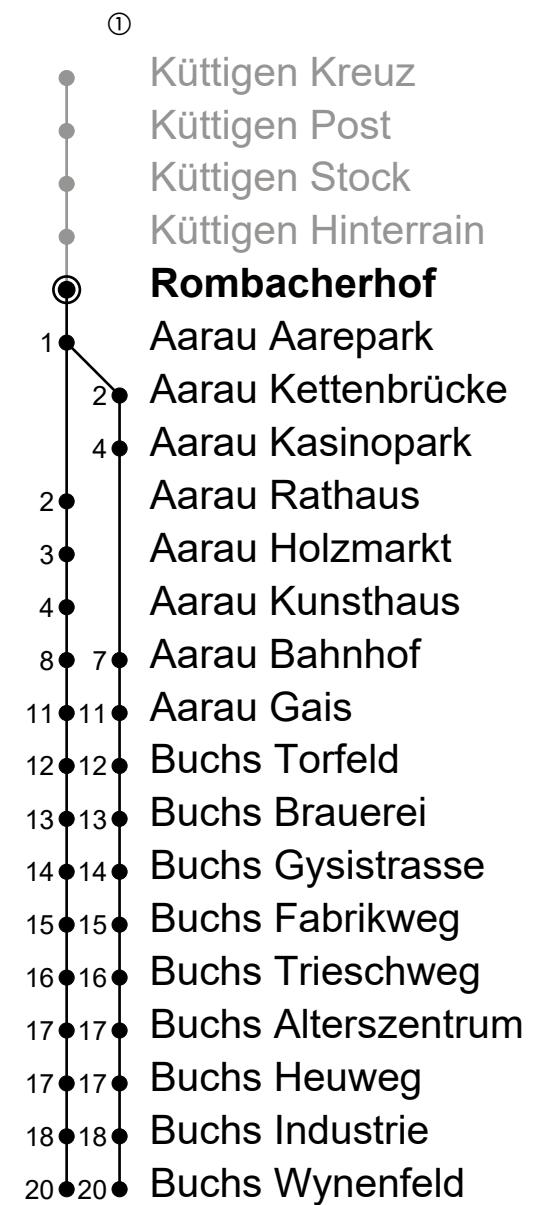 ①
Küttigen Kreuz
Küttigen Post
Küttigen Stock
Küttigen Hinterrain
Rombacherhof
1 Aarau Aarepark
2 Aarau Kettenbrücke
4 Aarau Kasinopark
2 Aarau Rathaus
3 Aarau Holzmarkt
4 Aarau Kunsthaus
8 7 Aarau Bahnhof
11 11 Aarau Gais
12 12 Buchs Torfeld
13 13 Buchs Brauerei
14 14 Buchs Gysistrasse
15 15 Buchs Fabrikweg
16 16 Buchs Trieschweg
17 17 Buchs Alterszentrum
17 17 Buchs Heuweg
18 18 Buchs Industrie
20 20 Buchs Wynenfeld